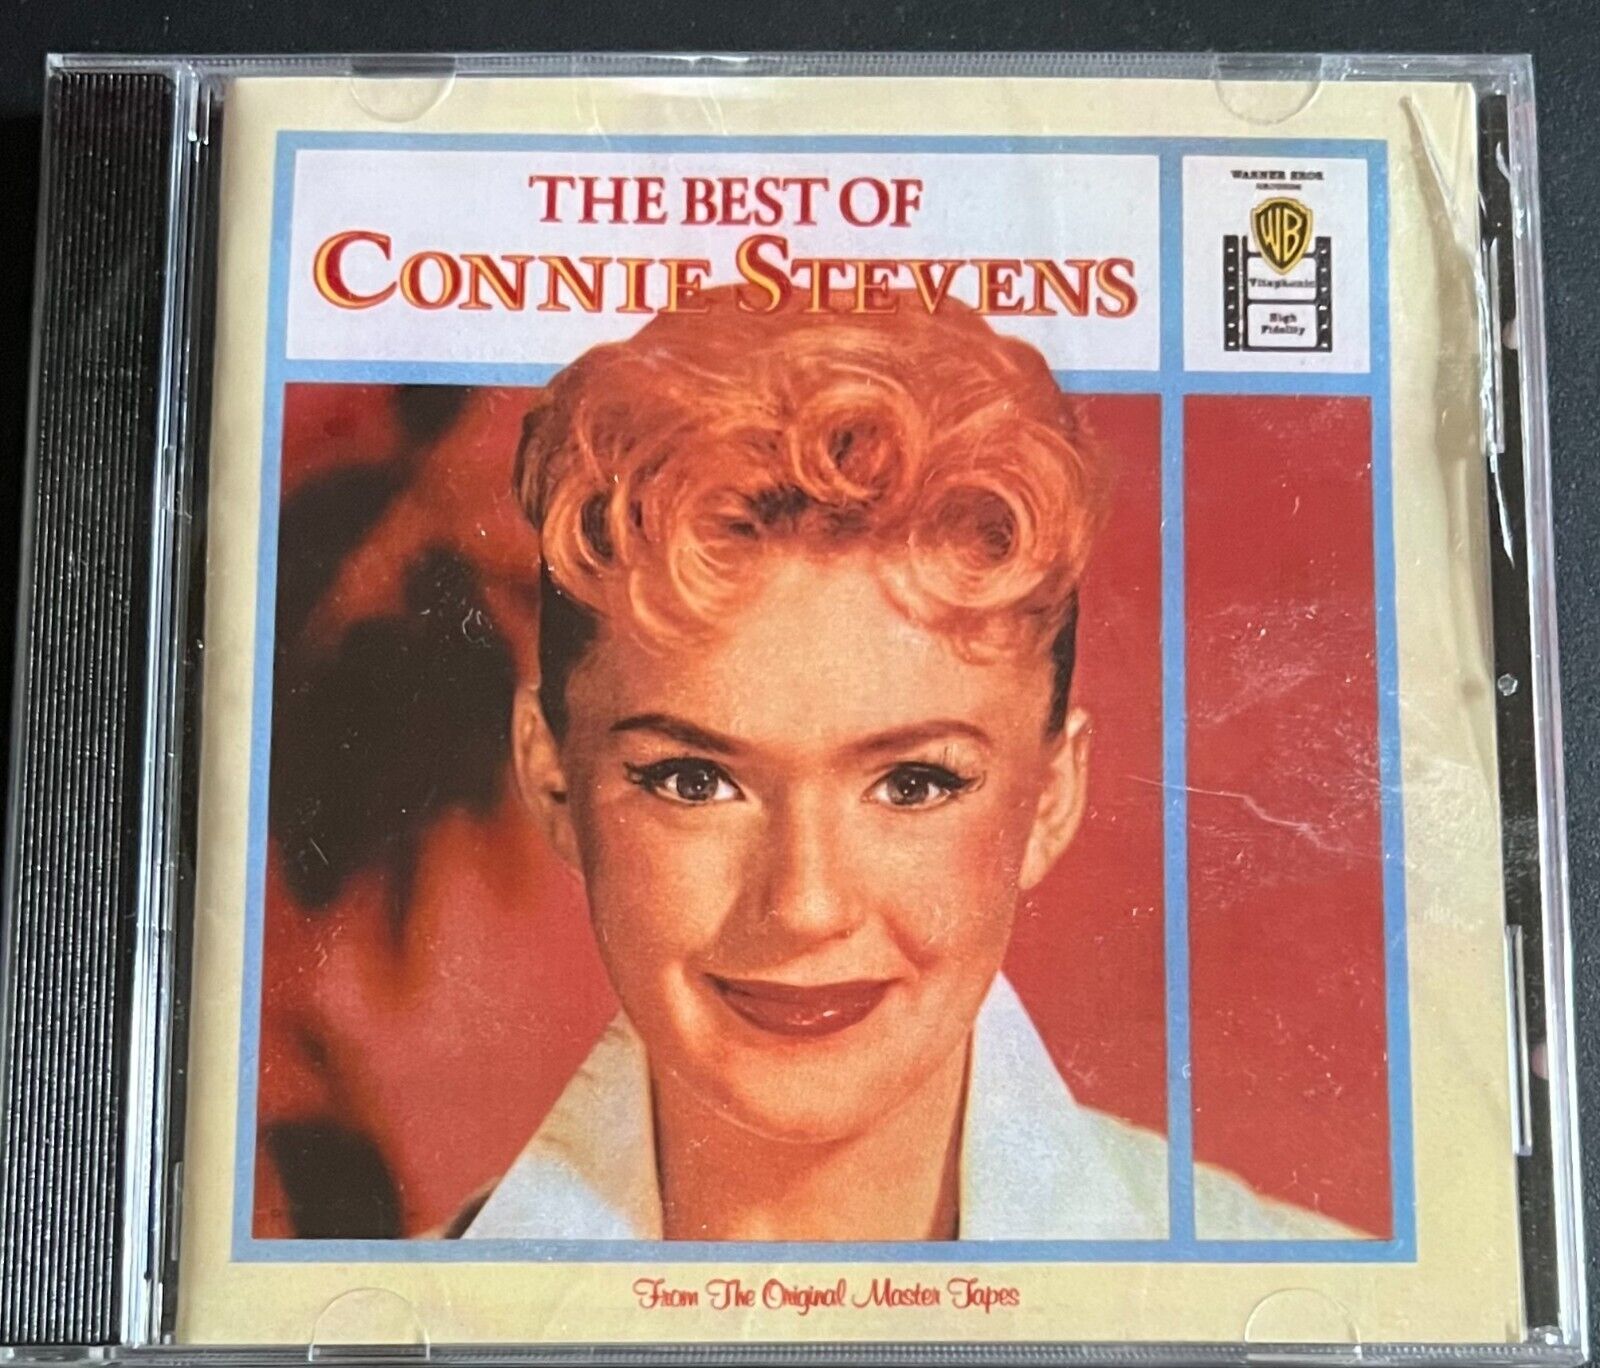 THE BEST OF
CONNIE STEVENS
WARNER BROS
WB
Vitaphonic
High
Fidelity
From The Original Master Tapes